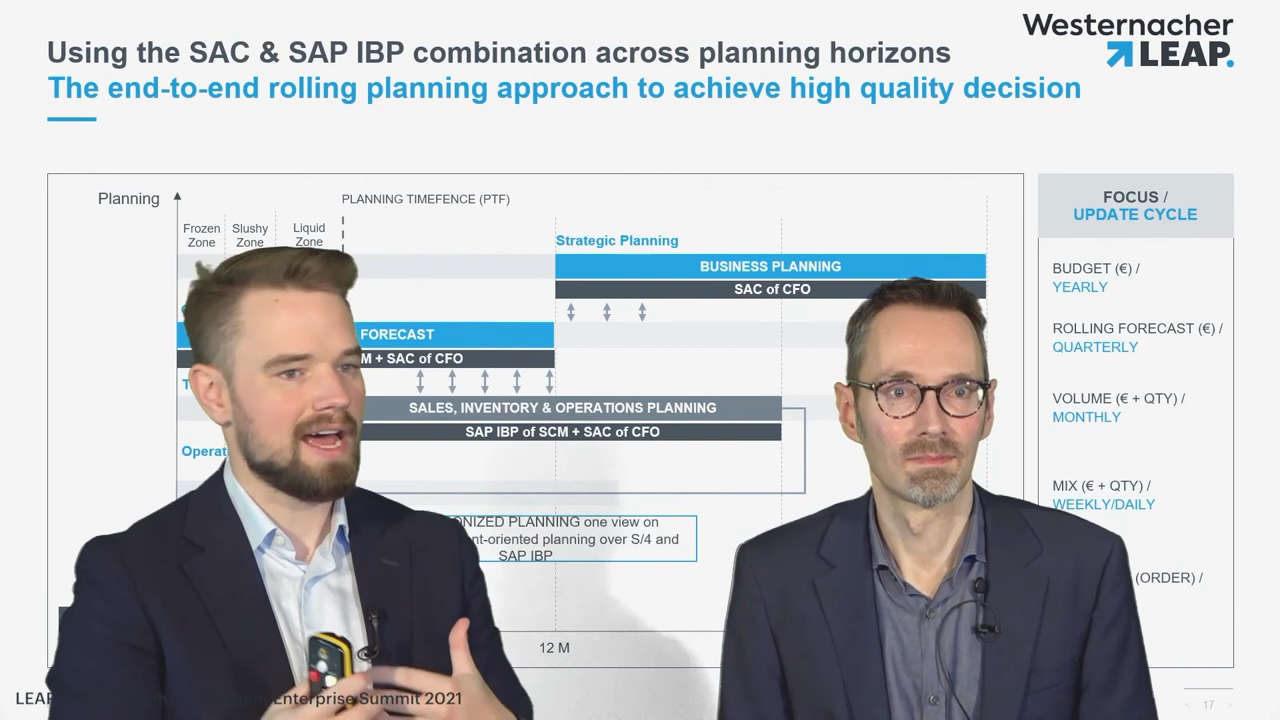 Using the SAC & SAP IBP combination across planning horizons
The end-to-end rolling planning approach to achieve high quality decision
Westernacher
LEAP.
Planning
PLANNING TIMEFENCE (PTF)
Frozen
Zone
Slushy
Zone
Liquid
Zone
Strategic Planning
BUSINESS PLANNING
SAC of CFO
FORECAST
M + SAC of CFO
SALES, INVENTORY & OPERATIONS PLANNING
SAP IBP of SCM + SAC of CFO
Operat
ONIZED PLANNING one view on
nt-oriented planning over S/4 and
SAP IBP
12 M
FOCUS /
UPDATE CYCLE
BUDGET (€) /
YEARLY
ROLLING FORECAST (€) /
QUARTERLY
VOLUME (€ + QTY) /
MONTHLY
MIX (€ + QTY) /
WEEKLY/DAILY
(ORDER) /
LEAP
Enterprise Summit 2021
< 17 >